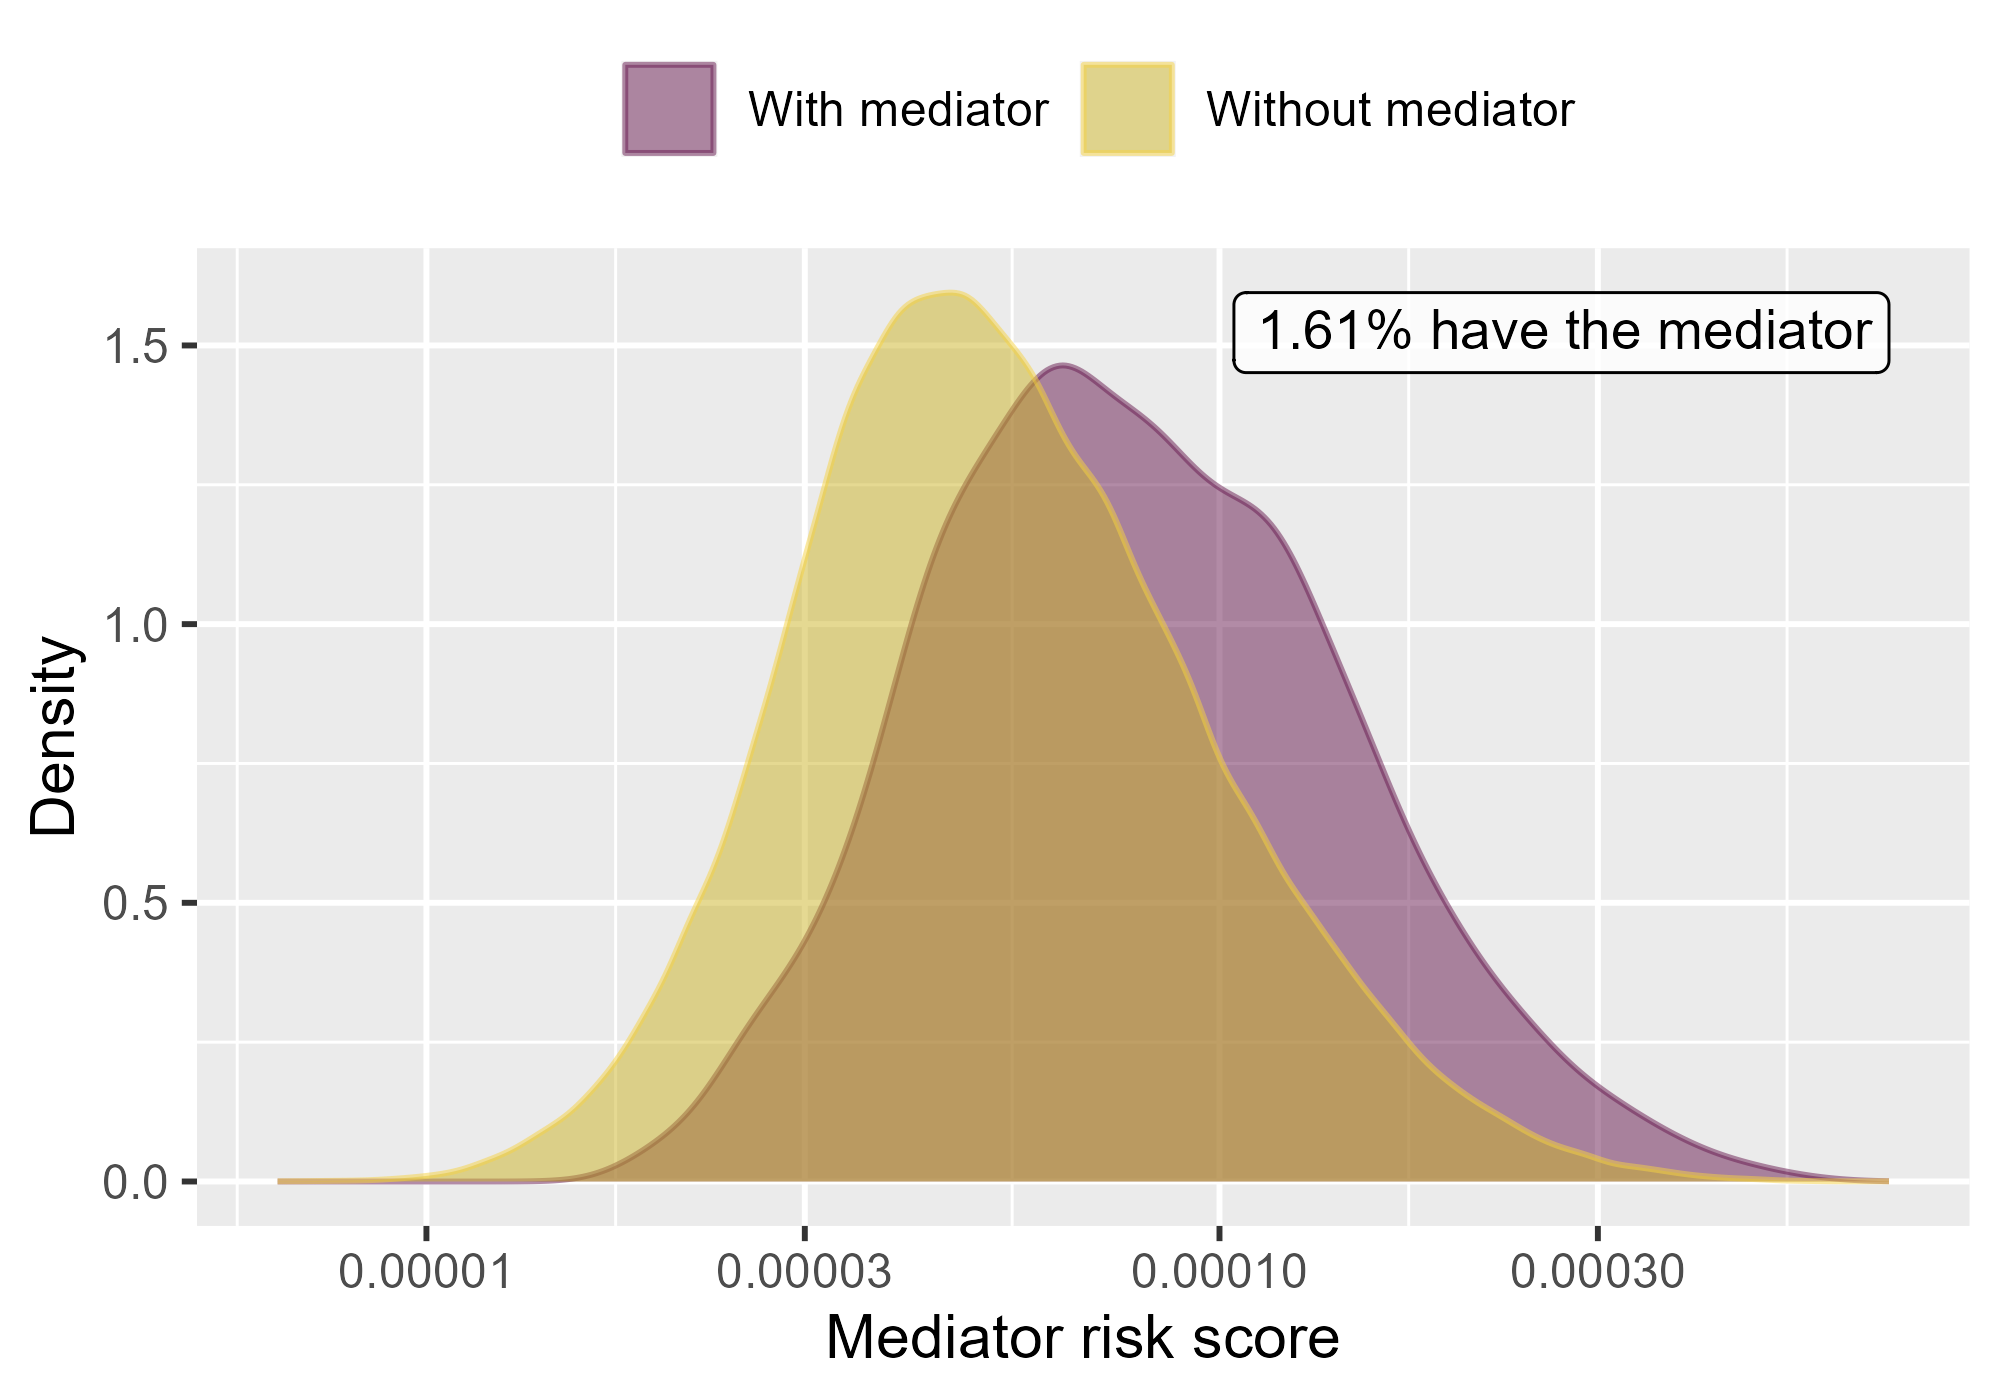 With mediator Without mediator
1.61% have the mediator
1.5
1.0
0.5
0.0
Density
0.00001 0.00003 0.00010 0.00030
Mediator risk score